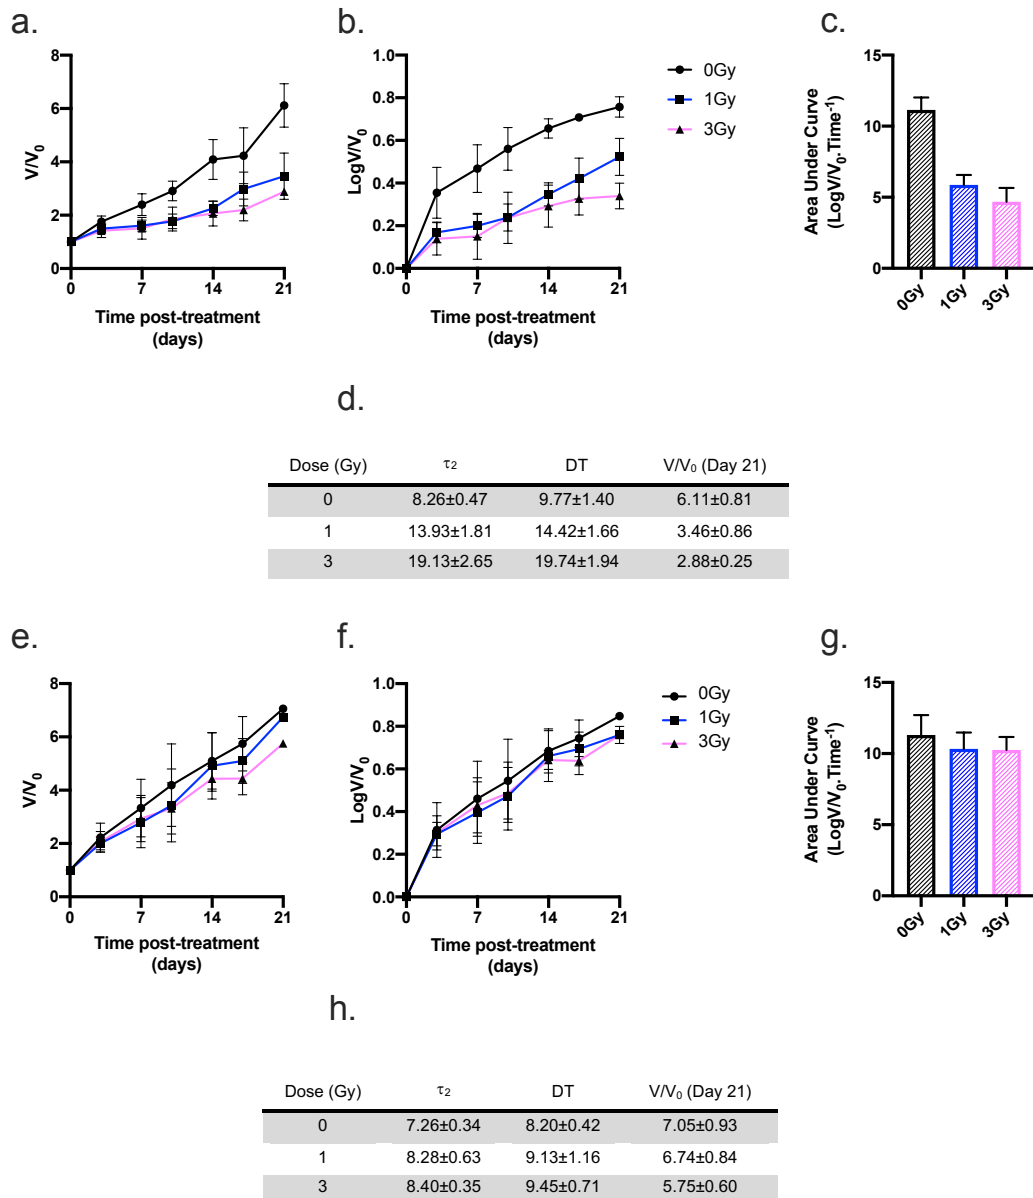 a.
b.
c.
8
6
4
2
0
V/V0
0
7
14
21
Time post-treatment
(days)
1.0
0.8
0.6
0.4
0.2
0.0
LogV/V0
0
7
14
21
Time post-treatment
(days)
0Gy
1Gy
3Gy
15
10
5
0
Area Under Curve
(LogV/V0.Time-1)
0Gy
1Gy
3Gy
d.
Dose (Gy) τ2 DT V/V0 (Day 21)
0 8.26±0.47 9.77±1.40 6.11±0.81
1 13.93±1.81 14.42±1.66 3.46±0.86
3 19.13±2.65 19.74±1.94 2.88±0.25
e.
f.
g.
8
6
4
2
0
V/V0
0
7
14
21
Time post-treatment
(days)
1.0
0.8
0.6
0.4
0.2
0.0
LogV/V0
0
7
14
21
Time post-treatment
(days)
0Gy
1Gy
3Gy
15
10
5
0
Area Under Curve
(LogV/V0.Time-1)
0Gy
1Gy
3Gy
h.
Dose (Gy) τ2 DT V/V0 (Day 21)
0 7.26±0.34 8.20±0.42 7.05±0.93
1 8.28±0.63 9.13±1.16 6.74±0.84
3 8.40±0.35 9.45±0.71 5.75±0.60